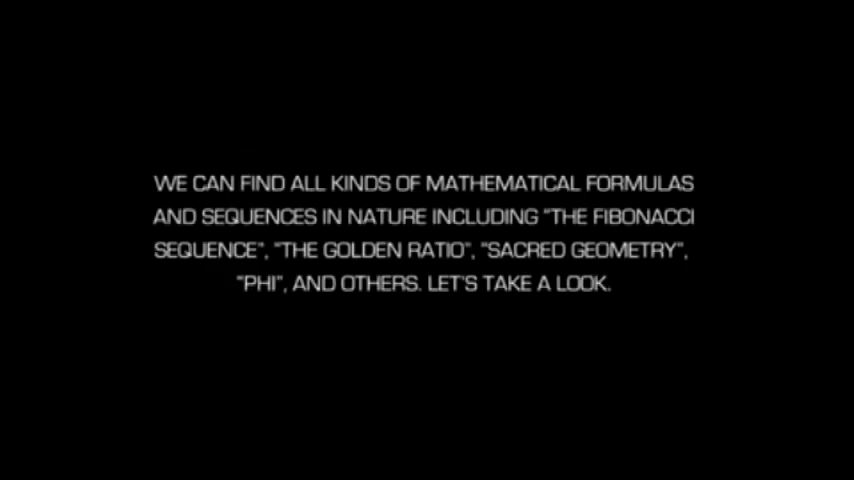 WE CAN FIND ALL KINDS OF MATHEMATICAL FORMULAS
AND SEQUENCES IN NATURE INCLUDING "THE FIBONACCI
SEQUENCE", "THE GOLDEN RATIO", "SACRED GEOMETRY",
"PHI", AND OTHERS. LET'S TAKE A LOOK.